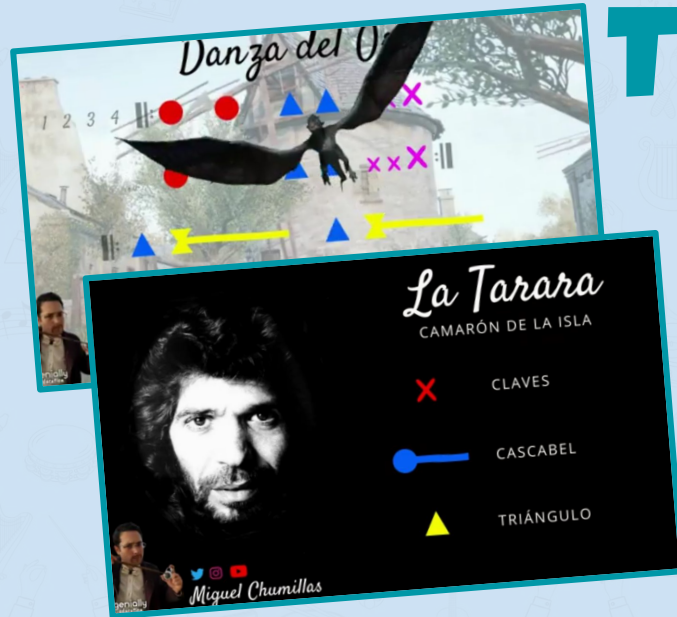 T
Danza del
1 2 3 4
La Tarara
CAMARÓN DE LA ISLA
CLAVES
CASCABEL
TRIÁNGULO
Miguel Chumillas
genially